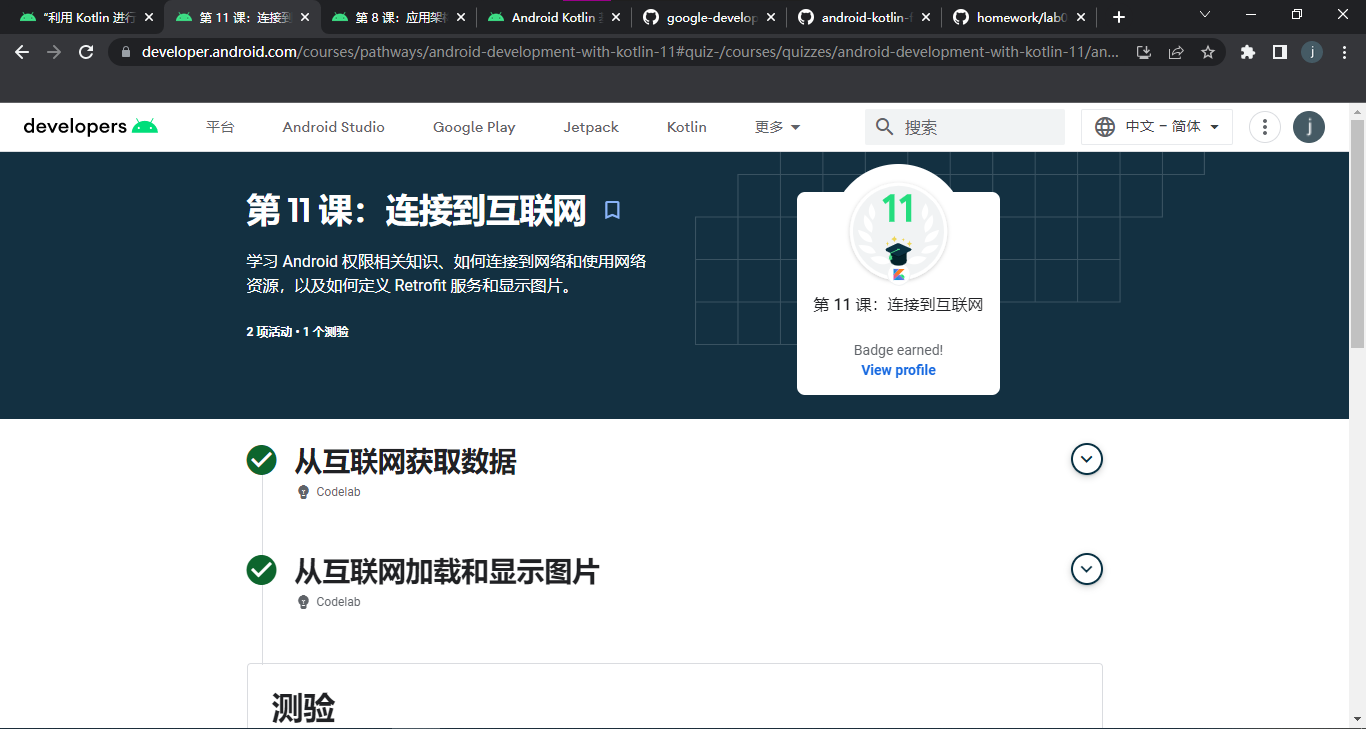 “利用 Kotlin 进行
第 11 课：连接到
第 8 课：应用架
Android Kotlin
google-develop
android-kotlin-f
homework/lab0
developer.android.com/courses/pathways/android-development-with-kotlin-11#quiz-/courses/quizzes/android-development-with-kotlin-11/an...
j
developers
平台
Android Studio
Google Play
Jetpack
Kotlin
更多
搜索
中文 – 简体
j
第 11 课：连接到互联网
学习 Android 权限相关知识、如何连接到网络和使用网络
资源，以及如何定义 Retrofit 服务和显示图片。
2 项活动 • 1 个测验
11
第 11 课：连接到互联网
Badge earned!
View profile
从互联网获取数据
Codelab
从互联网加载和显示图片
Codelab
测验